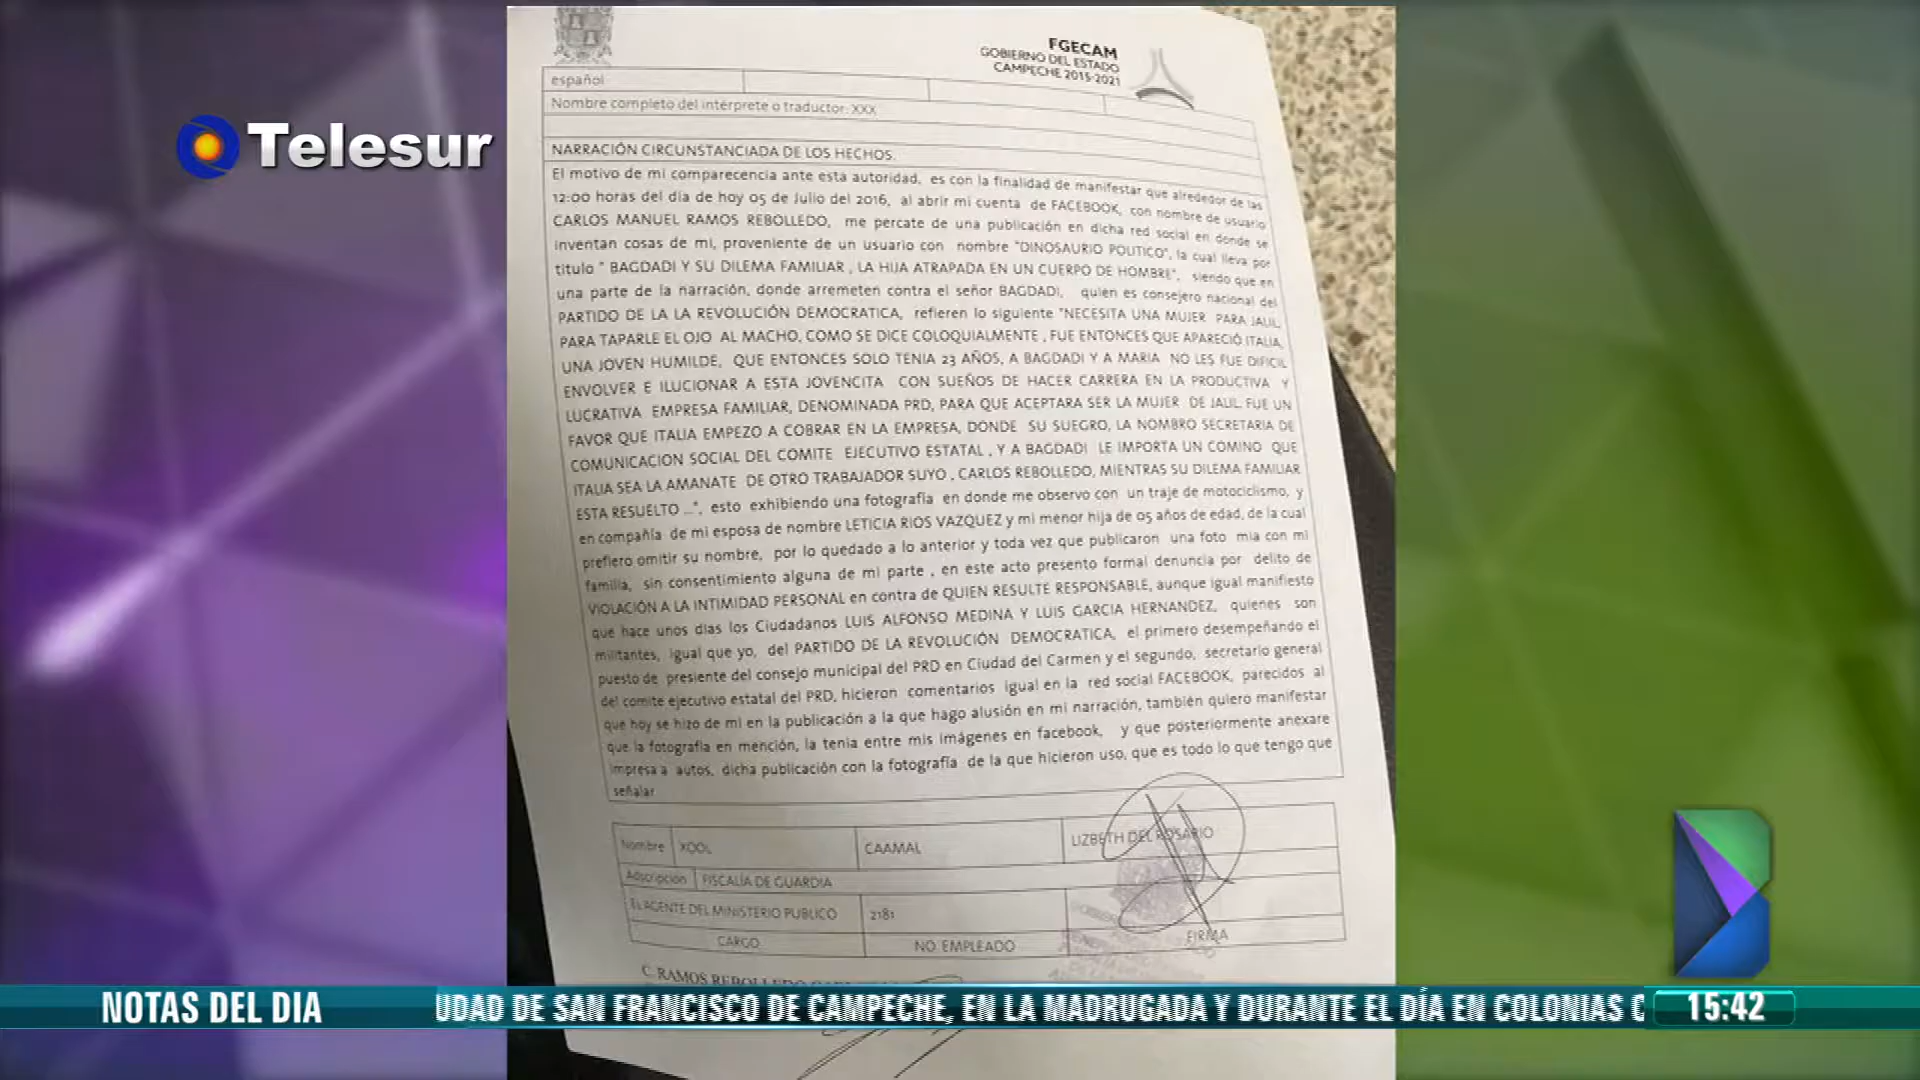 Telesur
FGECAM
GOBIERNO DEL ESTADO
CAMPECHE 2015-2021
español
Nombre completo del interprete o traductor: XXX
NARRACIÓN CIRCUNSTANCIADA DE LOS HECHOS.
El motivo de mi comparecencia ante esta autoridad, es con la finalidad de manifestar que alrededor de las
12:00 horas del día de hoy 05 de Julio del 2016, al abrir mi cuenta de FACEBOOK, con nombre de usuario
CARLOS MANUEL RAMOS REBOLLEDO, me percate de una publicación en dicha red social en donde se
inventan cosas de mi, proveniente de un usuario con nombre "DINOSAURIO POLITICO", la cual lleva por
titulo " BAGDADI Y SU DILEMA FAMILIAR , LA HIJA ATRAPADA EN UN CUERPO DE HOMBRE", siendo que en
una parte de la narración, donde arremeten contra el señor BAGDADI, quien es consejero nacional del
PARTIDO DE LA LA REVOLUCIÓN DEMOCRATICA, refieren lo siguiente "NECESITA UNA MUJER PARA JALIL,
PARA TAPARLE EL OJO AL MACHO, COMO SE DICE COLOQUIALMENTE , FUE ENTONCES QUE APARECIÓ ITALIA,
UNA JOVEN HUMILDE, QUE ENTONCES SOLO TENIA 23 AÑOS, A BAGDADI Y A MARIA NO LES FUE DIFICIL
ENVOLVER E ILUCIONAR A ESTA JOVENCITA CON SUEÑOS DE HACER CARRERA EN LA PRODUCTIVA Y
LUCRATIVA EMPRESA FAMILIAR, DENOMINADA PRD, PARA QUE ACEPTARA SER LA MUJER DE JALIL. FUE UN
FAVOR QUE ITALIA EMPEZO A COBRAR EN LA EMPRESA, DONDE SU SUEGRO, LA NOMBRO SECRETARIA DE
COMUNICACION SOCIAL DEL COMITE EJECUTIVO ESTATAL , Y A BAGDADI LE IMPORTA UN COMINO QUE
ITALIA SEA LA AMANATE DE OTRO TRABAJADOR SUYO , CARLOS REBOLLEDO, MIENTRAS SU DILEMA FAMILIAR
ESTA RESUELTO ...", esto exhibiendo una fotografía en donde me observo con un traje de motociclismo, y
en compañía de mi esposa de nombre LETICIA RIOS VAZQUEZ y mi menor hija de 05 años de edad, de la cual
prefiero omitir su nombre, por lo quedado a lo anterior y toda vez que publicaron una foto mia con mi
familia, sin consentimiento alguna de mi parte , en este acto presento formal denuncia por delito de
VIOLACIÓN A LA INTIMIDAD PERSONAL en contra de QUIEN RESULTE RESPONSABLE, aunque igual manifiesto
que hace unos días los Ciudadanos LUIS ALFONSO MEDINA Y LUIS GARCIA HERNANDEZ, quienes son
militantes, igual que yo, del PARTIDO DE LA REVOLUCIÓN DEMOCRATICA, el primero desempeñando el
puesto de presiente del consejo municipal del PRD en Ciudad del Carmen y el segundo, secretario general
del comite ejecutivo estatal del PRD, hicieron comentarios igual en la red social FACEBOOK, parecidos al
que hoy se hizo de mi en la publicación a la que hago alusión en mi narración, también quiero manifestar
que la fotografía en mención, la tenia entre mis imágenes en facebook, y que posteriormente anexare
impresa a autos, dicha publicación con la fotografía de la que hicieron uso, que es todo lo que tengo que
señalar
Nombre XOOL CAAMAL LIZBETH DEL ROSARIO
Adscripción FISCALÍA DE GUARDIA
El AGENTE DEL MINISTERIO PUBLICO 2181
CARGO NO. EMPLEADO FIRMA
C. RAMOS REBOLLEDO
NOTAS DEL DIA UDAD DE SAN FRANCISCO DE CAMPECHE, EN LA MADRUGADA Y DURANTE EL DÍA EN COLONIAS 15:42